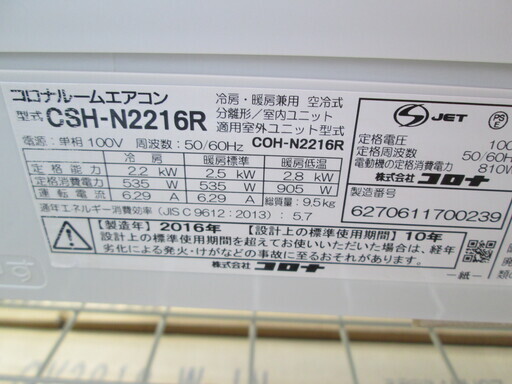 コロナルームエアコン
型式 CSH-N2216R
冷房・暖房兼用 空冷式
分離形／室内ユニット
適用室外ユニット型式
電源：単相100V 周波数：50/60Hz COH-N2216R
冷房 暖房標準 暖房低温
定格能力 2.2 kW 2.5 kW 2.8 kW
定格消費電力 535 W 535 W 905 W
運転電流 6.29 A 6.29 A 総質量：9.5kg
通年エネルギー消費効率（JIS C 9612：2013）：5.7
【製造年】2016年 【設計上の標準使用期間】10年
設計上の標準使用期間を超えてお使いいただいた場合は、経年
劣化による発火・けがなどの事故に至るおそれがあります。
株式会社 コロナ
S JET
PS E
定格電圧 100
定格周波数 50/60H
電動機の定格消費電力 810W
株式会社 コロナ
製造番号
6270611700239
―紙―